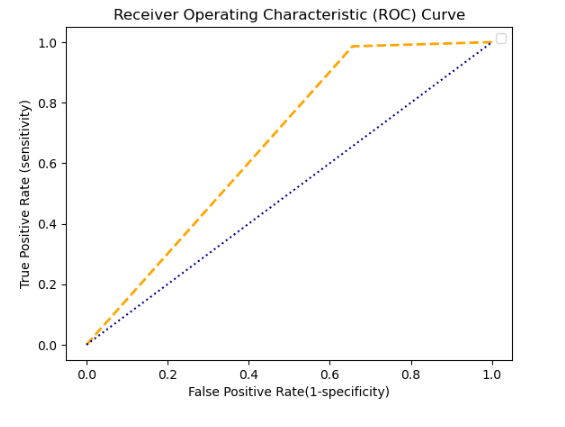 Receiver Operating Characteristic (ROC) Curve
1.0
0.8
0.6
0.4
0.2
0.0
True Positive Rate (sensitivity)
0.0 0.2 0.4 0.6 0.8 1.0
False Positive Rate(1-specificity)